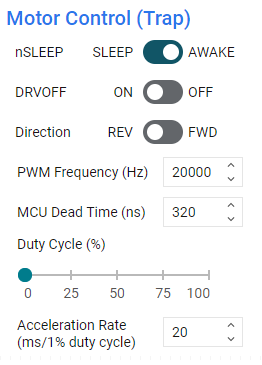 Motor Control (Trap)
nSLEEP SLEEP AWAKE
DRVOFF ON OFF
Direction REV FWD
PWM Frequency (Hz) 20000
MCU Dead Time (ns) 320
Duty Cycle (%)
0 25 50 75 100
Acceleration Rate
(ms/1% duty cycle) 20